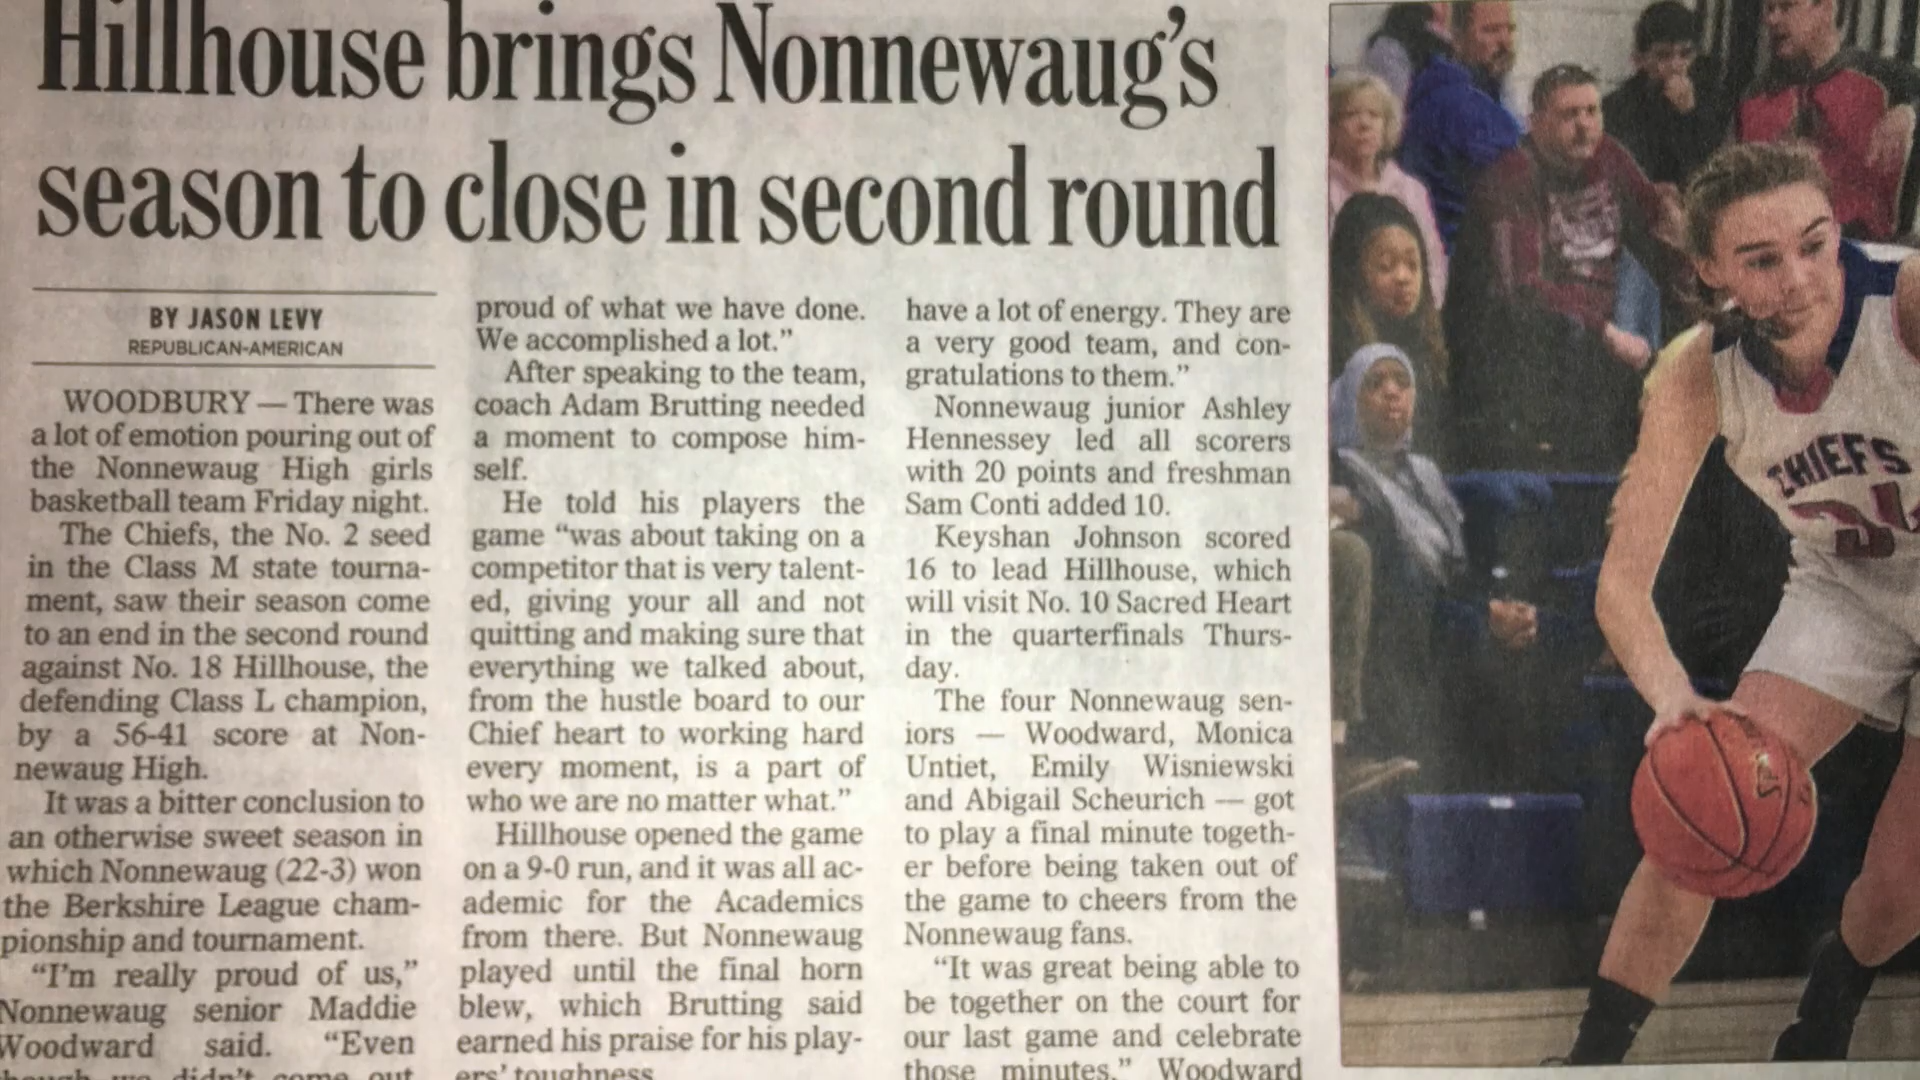 Hillhouse brings Nonnewaug's
season to close in second round
BY JASON LEVY
REPUBLICAN-AMERICAN
WOODBURY — There was
a lot of emotion pouring out of
the Nonnewaug High girls
basketball team Friday night.
The Chiefs, the No. 2 seed
in the Class M state tourna-
ment, saw their season come
to an end in the second round
against No. 18 Hillhouse, the
defending Class L champion,
by a 56-41 score at Non-
newaug High.
It was a bitter conclusion to
an otherwise sweet season in
which Nonnewaug (22-3) won
the Berkshire League cham-
pionship and tournament.
“I'm really proud of us,”
Nonnewaug senior Maddie
Woodward said. “Even
though we didn't come out
proud of what we have done.
We accomplished a lot.”
After speaking to the team,
coach Adam Brutting needed
a moment to compose him-
self.
He told his players the
game “was about taking on a
competitor that is very talent-
ed, giving your all and not
quitting and making sure that
everything we talked about,
from the hustle board to our
Chief heart to working hard
every moment, is a part of
who we are no matter what.”
Hillhouse opened the game
on a 9-0 run, and it was all ac-
ademic for the Academics
from there. But Nonnewaug
played until the final horn
blew, which Brutting said
earned his praise for his play-
ers' toughness
have a lot of energy. They are
a very good team, and con-
gratulations to them.”
Nonnewaug junior Ashley
Hennessey led all scorers
with 20 points and freshman
Sam Conti added 10.
Keyshan Johnson scored
16 to lead Hillhouse, which
will visit No. 10 Sacred Heart
in the quarterfinals Thurs-
day.
The four Nonnewaug sen-
iors — Woodward, Monica
Untiet, Emily Wisniewski
and Abigail Scheurich — got
to play a final minute togeth-
er before being taken out of
the game to cheers from the
Nonnewaug fans.
“It was great being able to
be together on the court for
our last game and celebrate
those minutes,” Woodward
CHIEFS